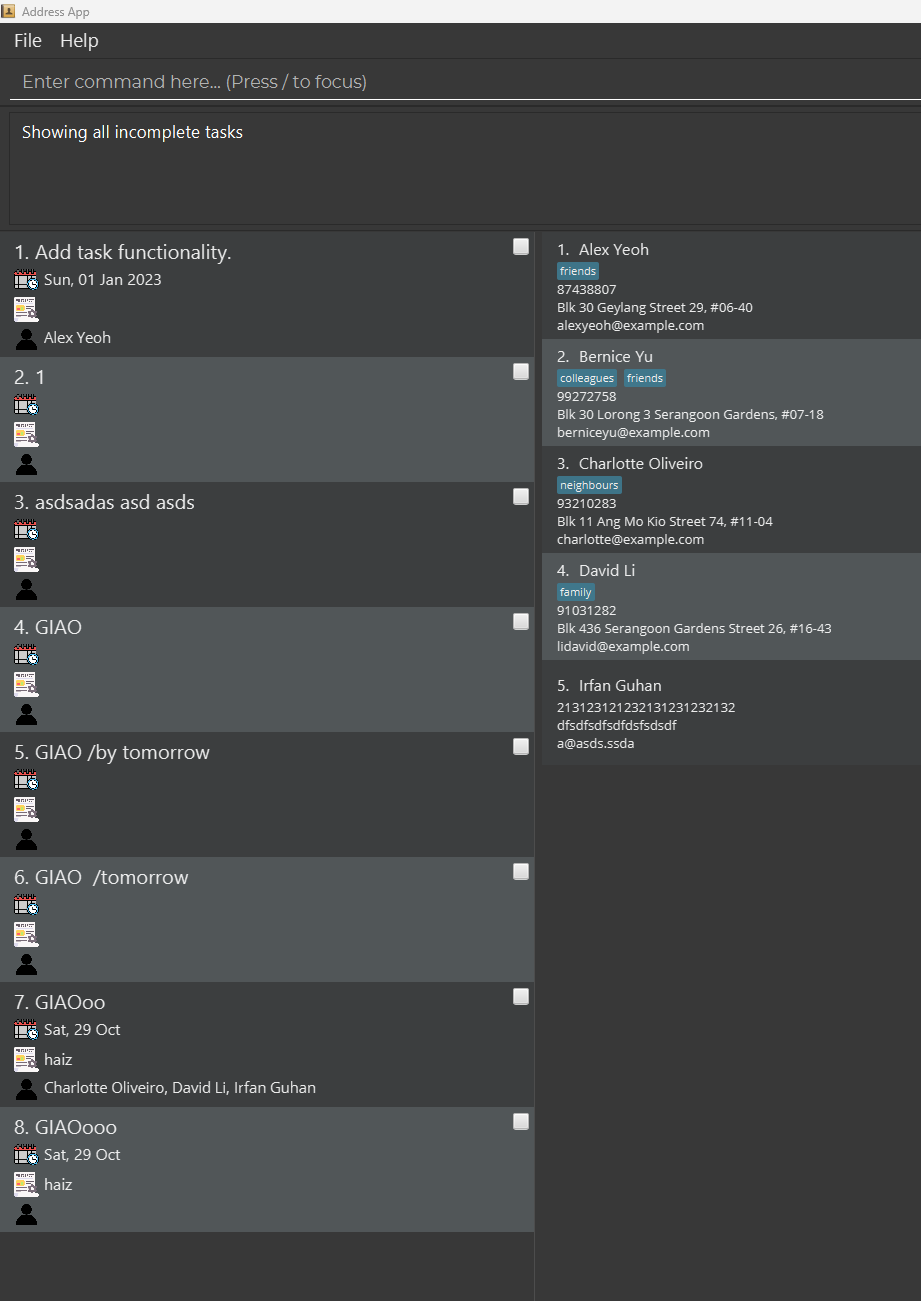 Address App
File Help
Enter command here... (Press / to focus)
Showing all incomplete tasks
1. Add task functionality.
Sun, 01 Jan 2023
Alex Yeoh
2. 1
3. asdsadas asd asds
4. GIAO
5. GIAO /by tomorrow
6. GIAO  /tomorrow
7. GIAOoo
Sat, 29 Oct
haiz
Charlotte Oliveiro, David Li, Irfan Guhan
8. GIAOooo
Sat, 29 Oct
haiz
1. Alex Yeoh
friends
87438807
Blk 30 Geylang Street 29, #06-40
alexyeoh@example.com
2. Bernice Yu
colleagues friends
99272758
Blk 30 Lorong 3 Serangoon Gardens, #07-18
berniceyu@example.com
3. Charlotte Oliveiro
neighbours
93210283
Blk 11 Ang Mo Kio Street 74, #11-04
charlotte@example.com
4. David Li
family
91031282
Blk 436 Serangoon Gardens Street 26, #16-43
lidavid@example.com
5. Irfan Guhan
213123121232131231232132
dfsdfsdfsdfdsfsdsdf
a@asds.ssda